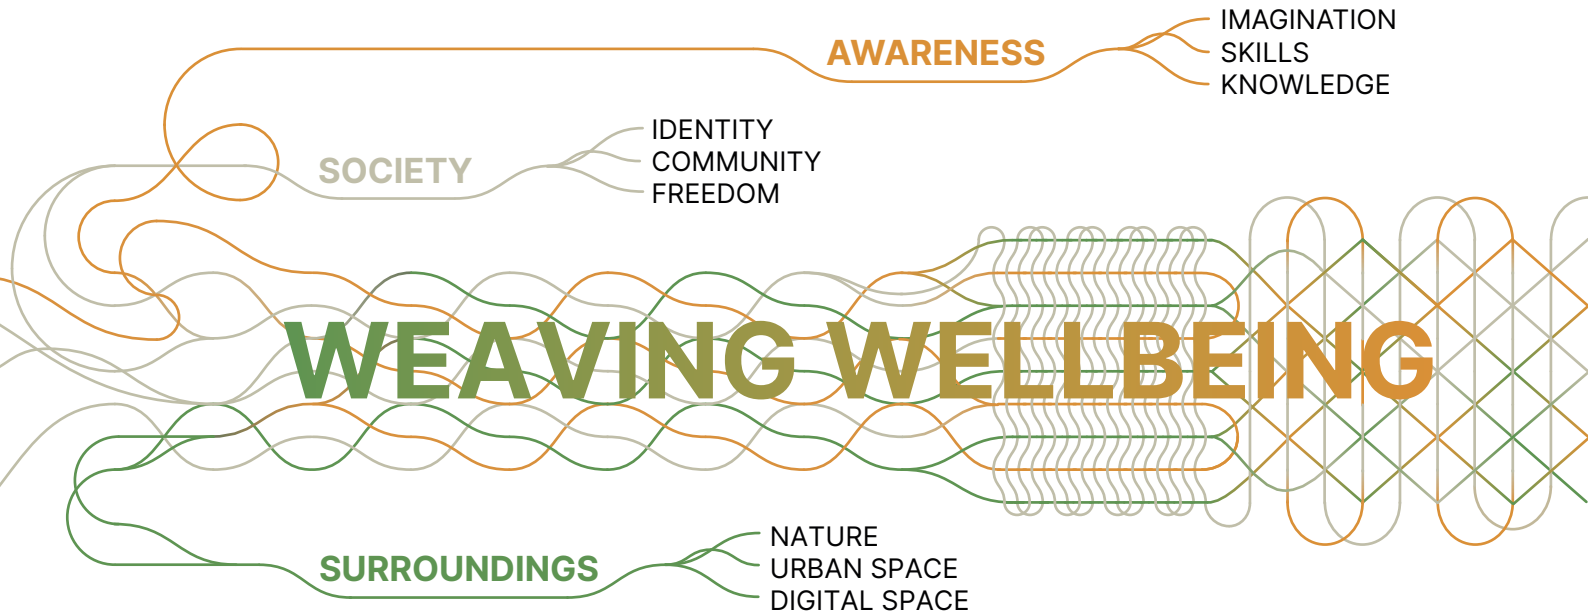 AWARENESS
IMAGINATION
SKILLS
KNOWLEDGE
SOCIETY
IDENTITY
COMMUNITY
FREEDOM
WEAVING WELLBEING
SURROUNDINGS
NATURE
URBAN SPACE
DIGITAL SPACE